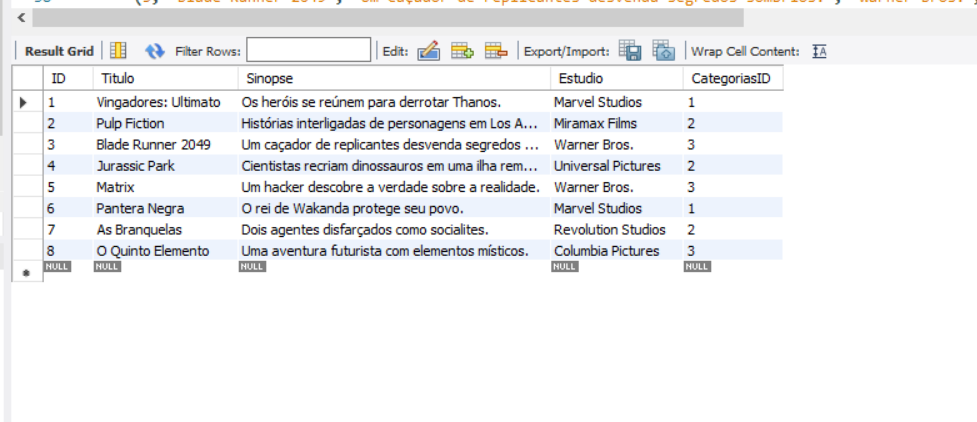 (3, 'Blade Runner 2049', 'Um caçador de replicantes desvenda segredos sombrios.', 'Warner Bros.',
Result Grid Filter Rows: Edit: Export/Import: Wrap Cell Content: IA
ID Titulo Sinopse Estudio CategoriasID
1 Vingadores: Ultimato Os heróis se reúnem para derrotar Thanos. Marvel Studios 1
2 Pulp Fiction Histórias interligadas de personagens em Los A... Miramax Films 2
3 Blade Runner 2049 Um caçador de replicantes desvenda segredos ... Warner Bros. 3
4 Jurassic Park Cientistas recriam dinossauros em uma ilha rem... Universal Pictures 2
5 Matrix Um hacker descobre a verdade sobre a realidade. Warner Bros. 3
6 Pantera Negra O rei de Wakanda protege seu povo. Marvel Studios 1
7 As Branquelas Dois agentes disfarçados como socialites. Revolution Studios 2
8 O Quinto Elemento Uma aventura futurista com elementos místicos. Columbia Pictures 3
NULL NULL NULL NULL NULL